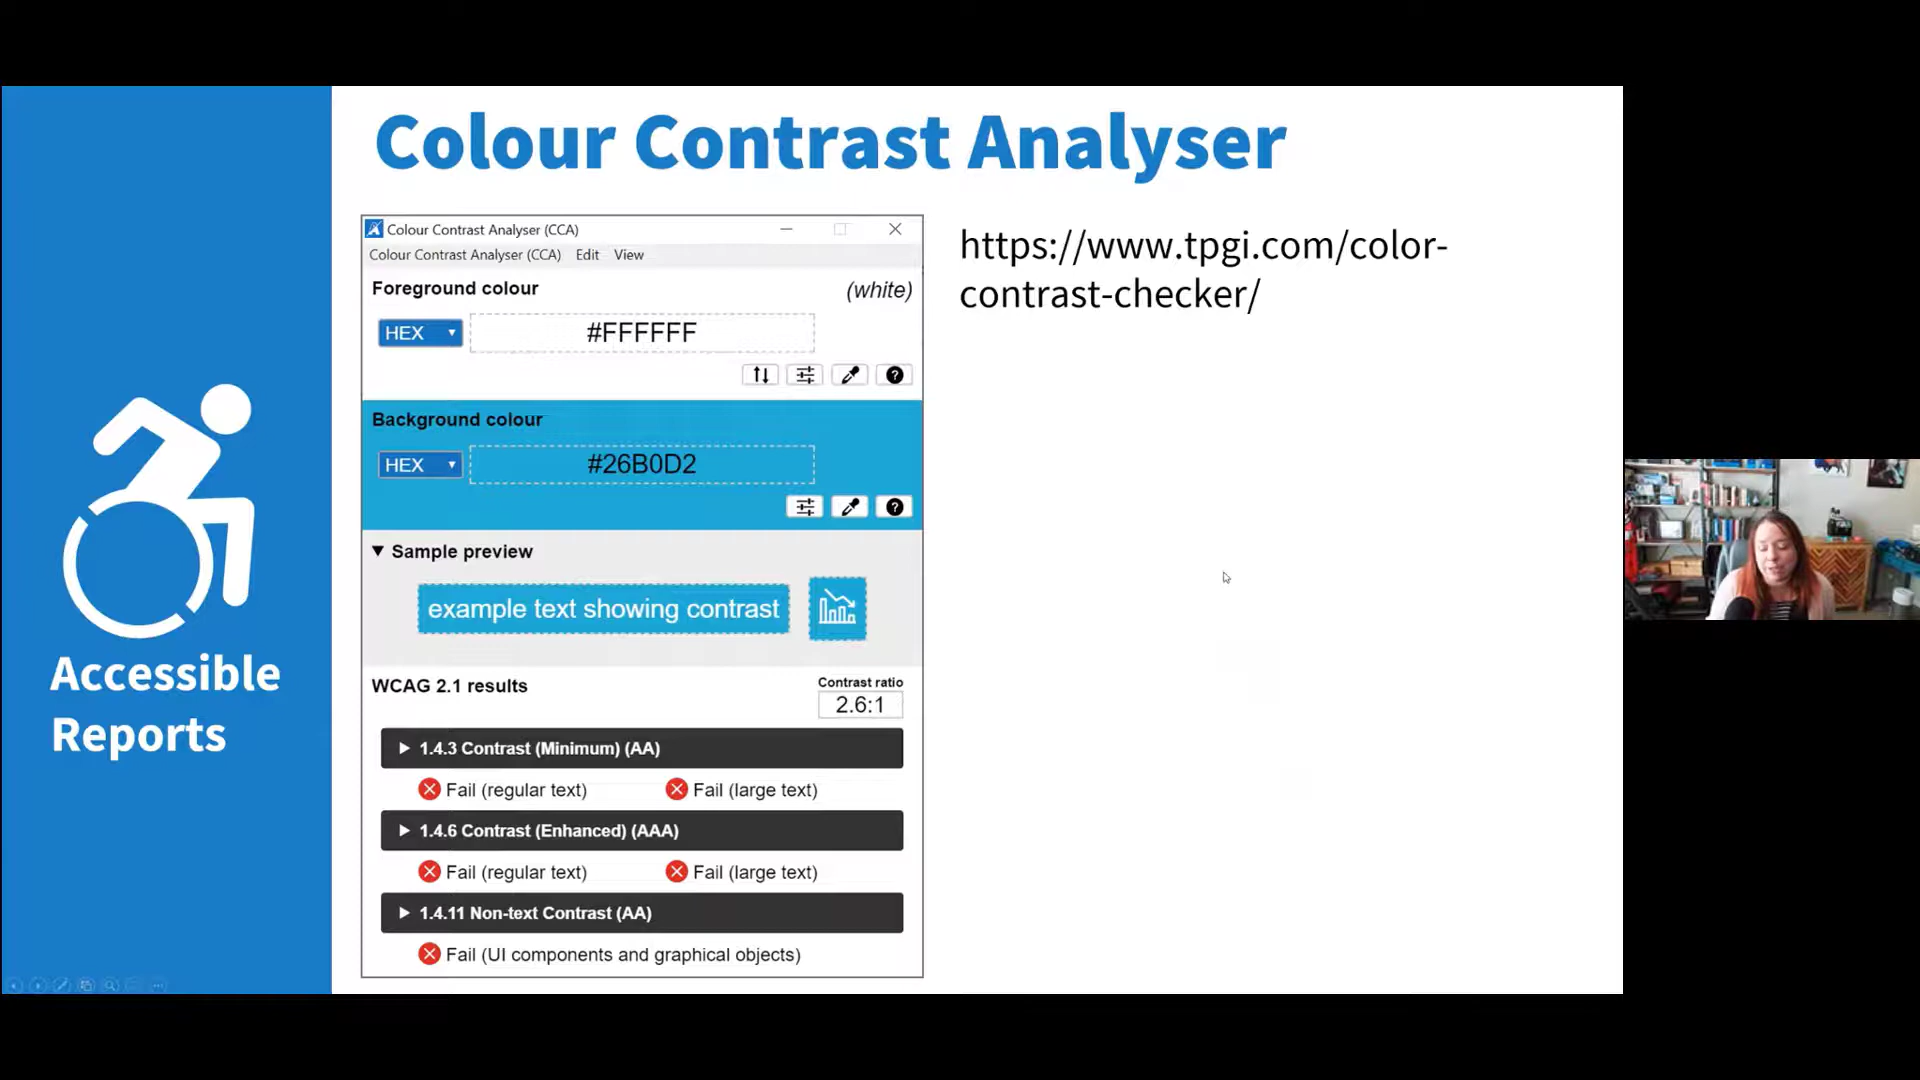 Colour Contrast Analyser
Accessible
Reports
Colour Contrast Analyser (CCA)
Colour Contrast Analyser (CCA) Edit View
Foreground colour (white)
HEX #FFFFFF
Background colour
HEX #26B0D2
Sample preview
example text showing contrast
WCAG 2.1 results
Contrast ratio
2.6:1
1.4.3 Contrast (Minimum) (AA)
Fail (regular text) Fail (large text)
1.4.6 Contrast (Enhanced) (AAA)
Fail (regular text) Fail (large text)
1.4.11 Non-text Contrast (AA)
Fail (UI components and graphical objects)
https://www.tpgi.com/color-
contrast-checker/